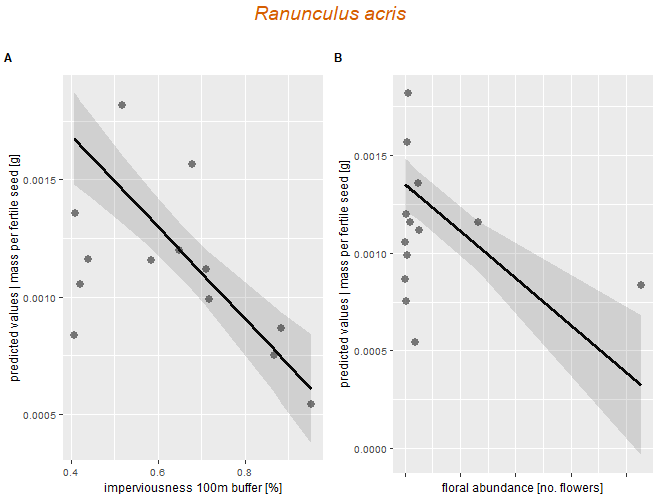 Ranunculus acris
A
B
predicted values | mass per fertile seed [g]
0.0015
0.0010
0.0005
0.4
0.6
0.8
imperviousness 100m buffer [%]
predicted values | mass per fertile seed [g]
0.0015
0.0010
0.0005
0.0000
floral abundance [no. flowers]